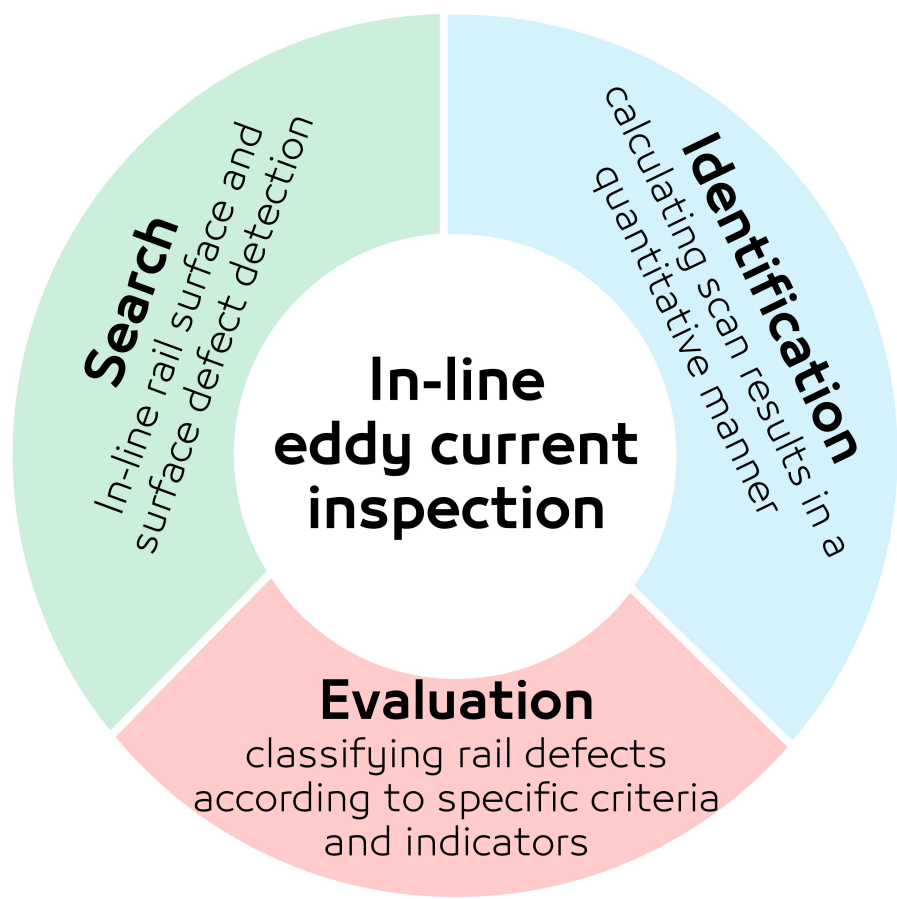 Search
In-line rail surface and
surface defect detection
Identification
calculating scan results in a
quantitative manner
In-line
eddy current
inspection
Evaluation
classifying rail defects
according to specific criteria
and indicators